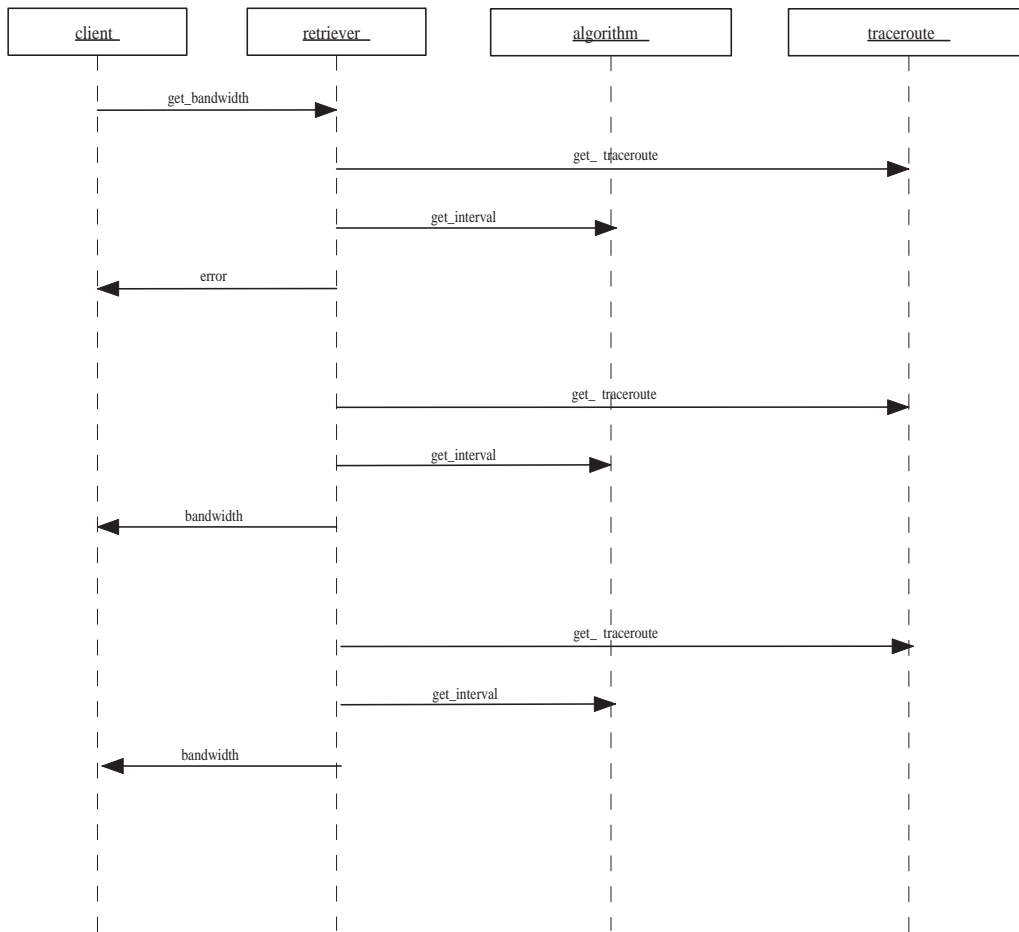 client_ retriever_ algorithm_ traceroute_
get_bandwidth
get_ traceroute
get_interval
error
get_ traceroute
get_interval
bandwidth
get_ traceroute
get_interval
bandwidth